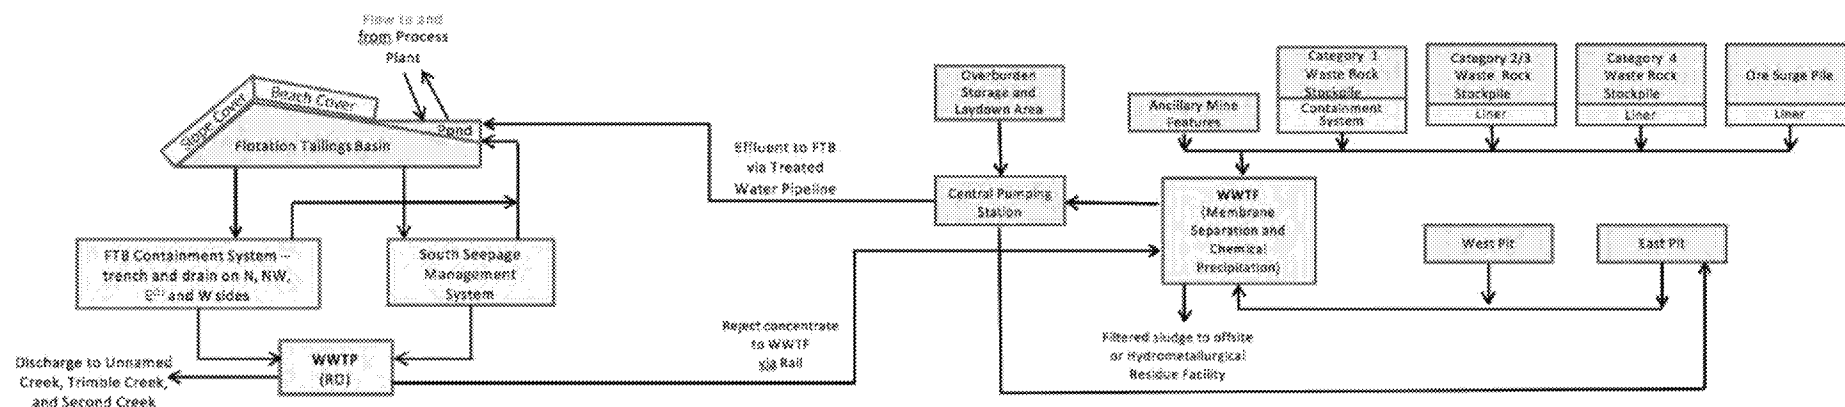 Flow to and
from Process
Plant
Slope Cover
Beach Cover
Pond
Flotation Tailings Basin
FTB Containment System –
trench and drain on N, NW,
and W sides
South Seepage
Management
System
WWTP
(RO)
Discharge to Unnamed
Creek, Trimble Creek,
and Second Creek
Effluent to FTB
via Treated
Water Pipeline
Reject concentrate
to WWTF
via Rail
Overburden
Storage and
Laydown Area
Central Pumping
Station
Ancillary Mine
Features
Category 1
Waste Rock
Stockpile
Containment
System
Category 2/3
Waste Rock
Stockpile
Liner
Category 4
Waste Rock
Stockpile
Liner
Ore Surge Pile
Liner
WWTF
(Membrane
Separation and
Chemical
Precipitation)
West Pit
East Pit
Filtered sludge to offsite
or Hydrometallurgical
Residue Facility